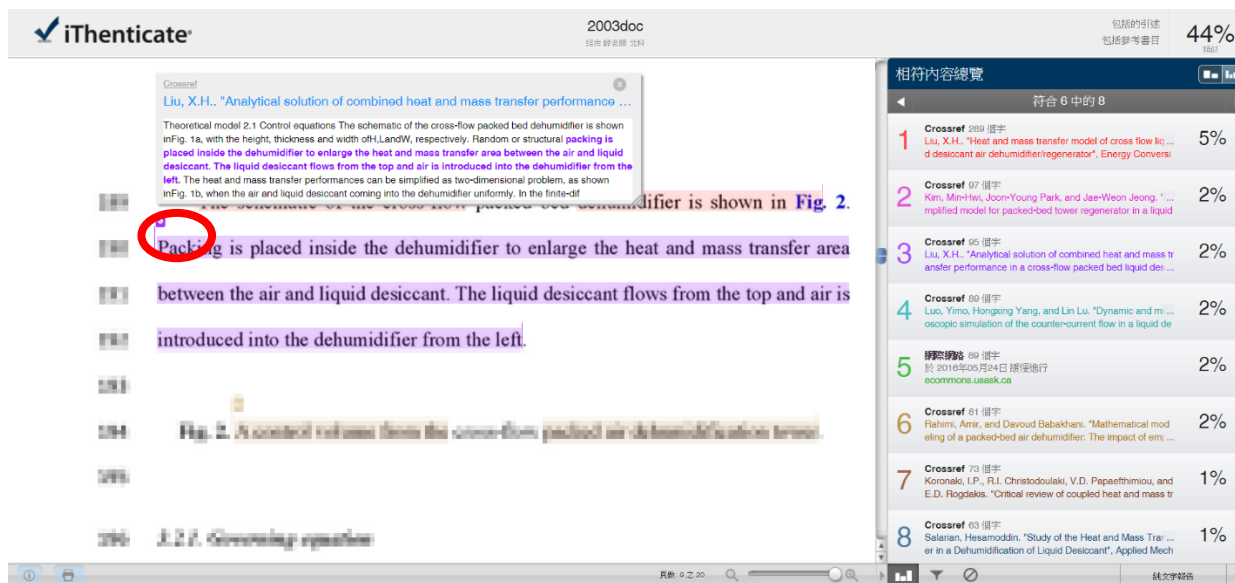 iThenticate
2003doc
包括的引述
包括參考書目
44%
相似
Crossref
Liu, X.H.. "Analytical solution of combined heat and mass transfer performance ...
Theoretical model 2.1 Control equations The schematic of the cross-flow packed bed dehumidifier is shown
inFig. 1a, with the height, thickness and width ofH,LandW, respectively. Random or structural packing is
placed inside the dehumidifier to enlarge the heat and mass transfer area between the air and liquid
desiccant. The liquid desiccant flows from the top and air is introduced into the dehumidifier from the
left. The heat and mass transfer performances can be simplified as two-dimensional problem, as shown
inFig. 1b, when the air and liquid desiccant coming into the dehumidifier uniformly. In the finite-dif
The schematic of the cross-flow packed bed dehumidifier is shown in Fig. 2.
3
Packing is placed inside the dehumidifier to enlarge the heat and mass transfer area
between the air and liquid desiccant. The liquid desiccant flows from the top and air is
introduced into the dehumidifier from the left.
相符內容總覽
符合 6 中的 8
1
Crossref 289 個字
Liu, X.H.. "Heat and mass transfer model of cross flow liq ...
d desiccant air dehumidifier/regenerator", Energy Conversi
5%
2
Crossref 97 個字
Kim, Min-Hwi, Joon-Young Park, and Jae-Weon Jeong. " ...
mplified model for packed-bed tower regenerator in a liquid
2%
3
Crossref 95 個字
Liu, X.H.. "Analytical solution of combined heat and mass tr
ansfer performance in a cross-flow packed bed liquid des ...
2%
4
Crossref 89 個字
Luo, Yimo, Hongxing Yang, and Lin Lu. "Dynamic and mi ...
oscopic simulation of the counter-current flow in a liquid de
2%
5
網際網路 89 個字
於 2016年05月24日 緩慢進行
ecommons.usask.ca
2%
6
Crossref 81 個字
Rahimi, Amir, and Davoud Babakhani. "Mathematical mod
eling of a packed-bed air dehumidifier: The impact of em ...
2%
7
Crossref 73 個字
Koronaki, I.P., R.I. Christodoulaki, V.D. Papaefthimiou, and
E.D. Rogdakis. "Critical review of coupled heat and mass tr
1%
8
Crossref 63 個字
Salarian, Hesamoddin. "Study of the Heat and Mass Trar ...
er in a Dehumidification of Liquid Desiccant", Applied Mech
1%
頁數: 9 之 20
純文字報告